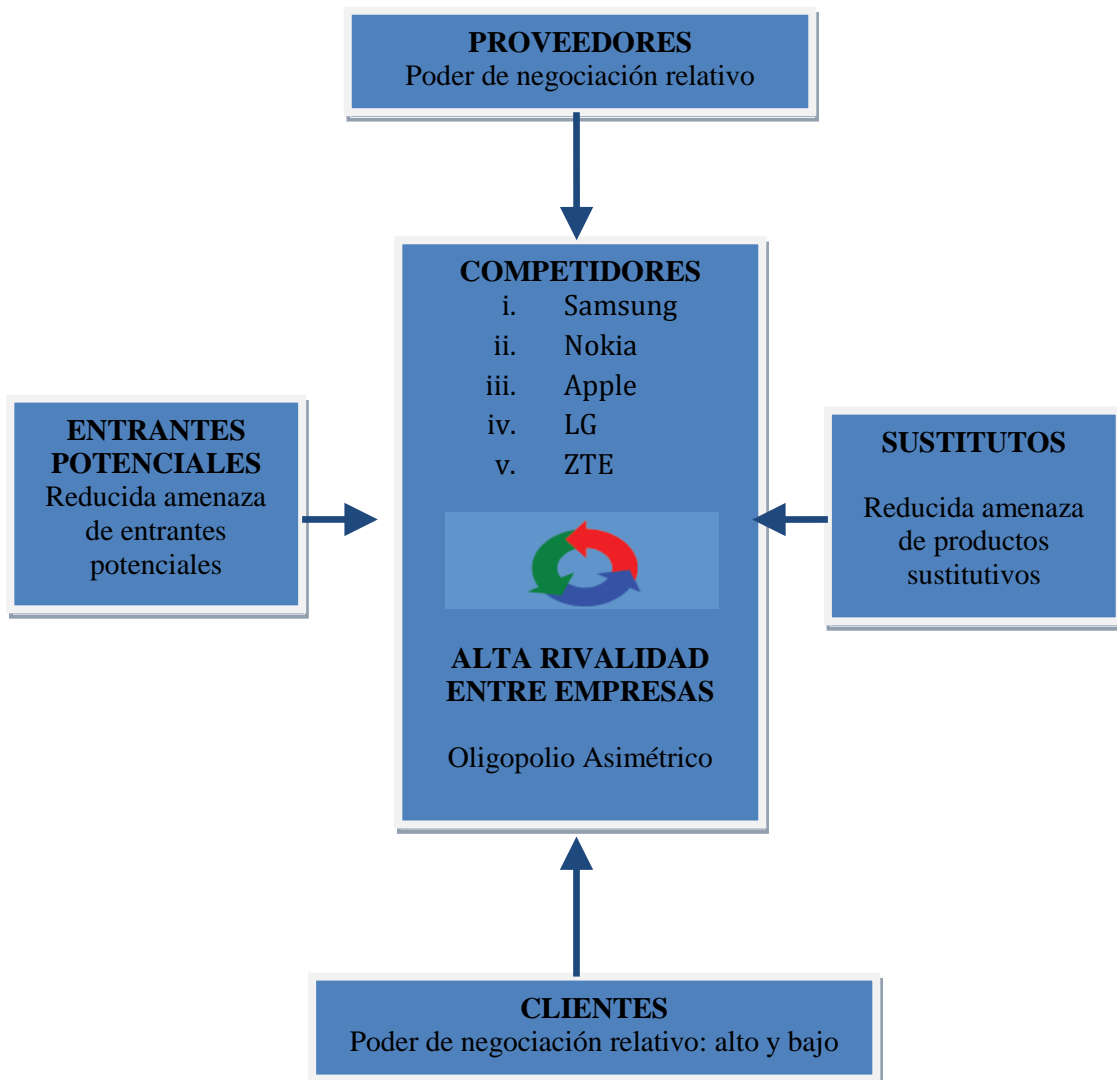 PROVEEDORES
Poder de negociación relativo
COMPETIDORES
i. Samsung
ii. Nokia
iii. Apple
iv. LG
v. ZTE
ENTRANTES
POTENCIALES
Reducida amenaza
de entrantes
potenciales
SUSTITUTOS
Reducida amenaza
de productos
sustitutivos
ALTA RIVALIDAD
ENTRE EMPRESAS
Oligopolio Asimétrico
CLIENTES
Poder de negociación relativo: alto y bajo